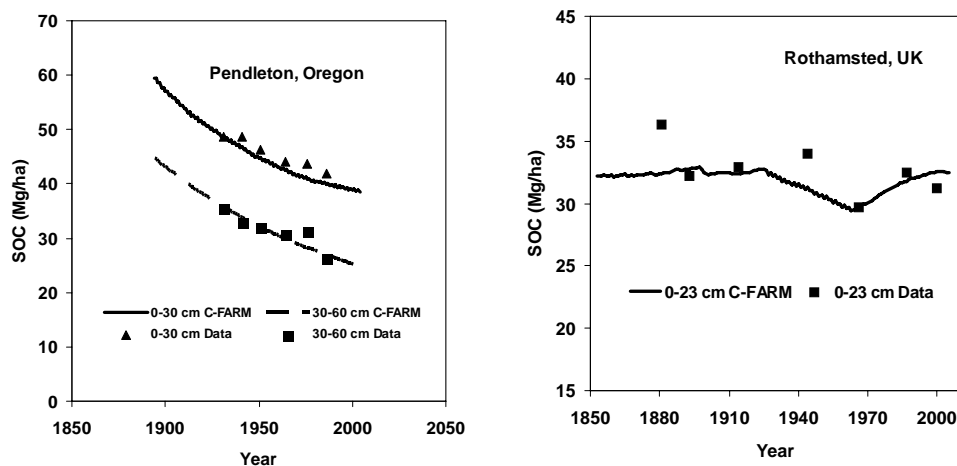 70
60
50
40
30
20
10
0
SOC (Mg/ha)
Pendleton, Oregon
0-30 cm C-FARM
30-60 cm C-FARM
0-30 cm Data
30-60 cm Data
1850 1900 1950 2000 2050
Year
40
35
30
25
20
15
SOC (Mg/ha)
Rothamsted, UK
0-23 cm C-FARM
0-23 cm Data
1850 1880 1910 1940 1970 2000
Year